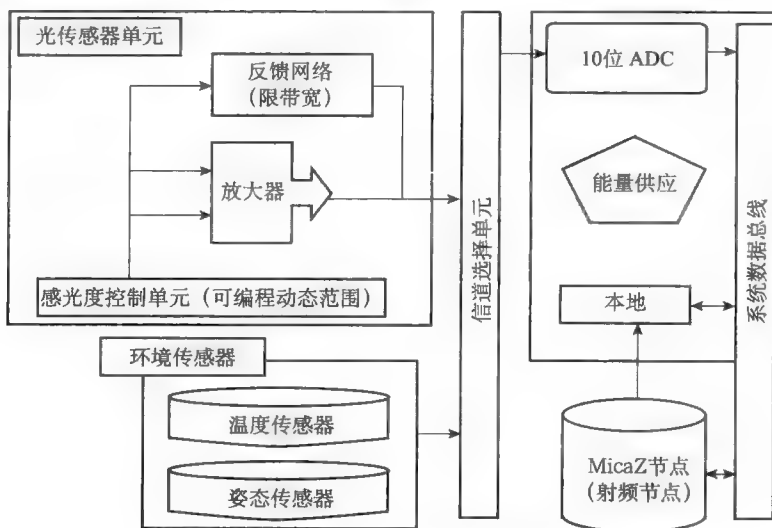 光传感器单元
反馈网络
（限带宽）
放大器
感光度控制单元（可编程动态范围）
环境传感器
温度传感器
姿态传感器
信道选择单元
10位 ADC
能量供应
本地
MicaZ节点
（射频节点）
系统数据总线